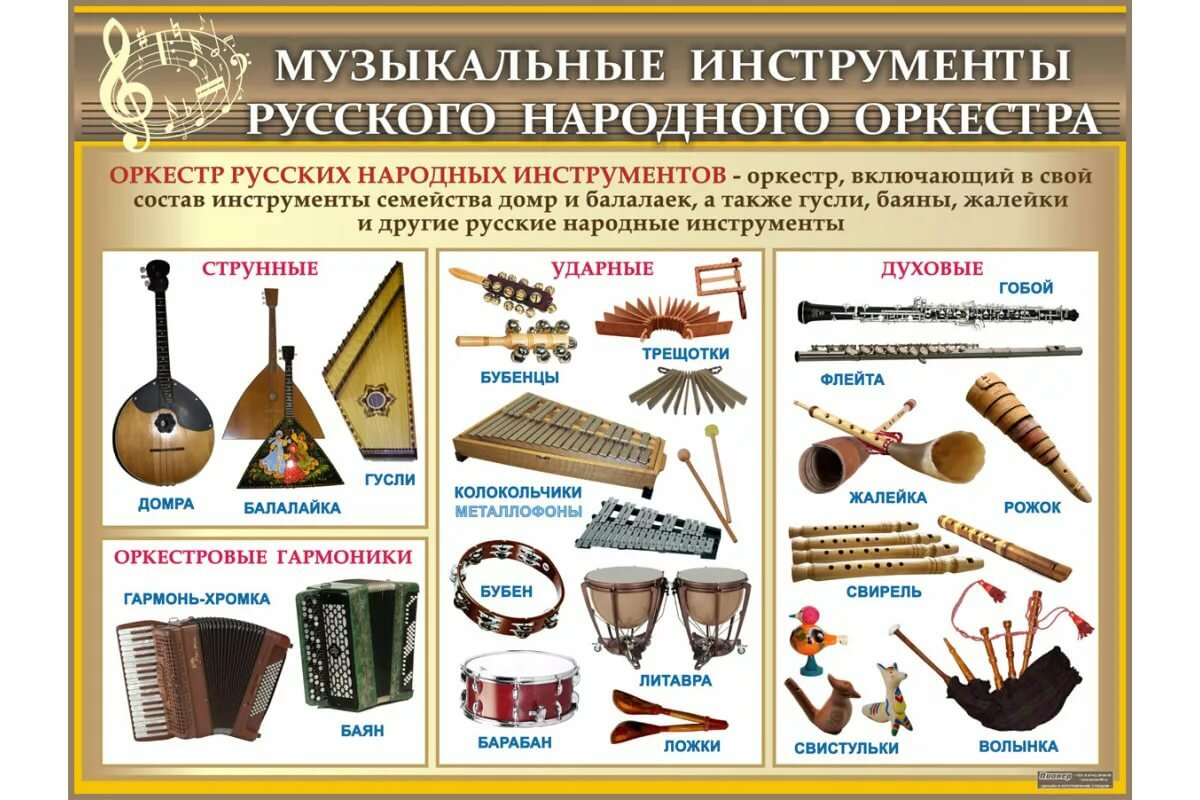 МУЗЫКАЛЬНЫЕ ИНСТРУМЕНТЫ
РУССКОГО НАРОДНОГО ОРКЕСТРА
ОРКЕСТР РУССКИХ НАРОДНЫХ ИНСТРУМЕНТОВ - оркестр, включающий в свой
состав инструменты семейства домр и балалаек, а также гусли, баяны, жалейки
и другие русские народные инструменты
СТРУННЫЕ
ДОМРА
БАЛАЛАЙКА
ГУСЛИ
ОРКЕСТРОВЫЕ ГАРМОНИКИ
ГАРМОНЬ-ХРОМКА
БАЯН
УДАРНЫЕ
БУБЕНЦЫ
ТРЕЩОТКИ
КОЛОКОЛЬЧИКИ
МЕТАЛЛОФОНЫ
БУБЕН
ЛИТАВРА
БАРАБАН
ЛОЖКИ
ДУХОВЫЕ
ГОБОЙ
ФЛЕЙТА
ЖАЛЕЙКА
РОЖОК
СВИРЕЛЬ
СВИСТУЛЬКИ
ВОЛЫНКА
Пионер